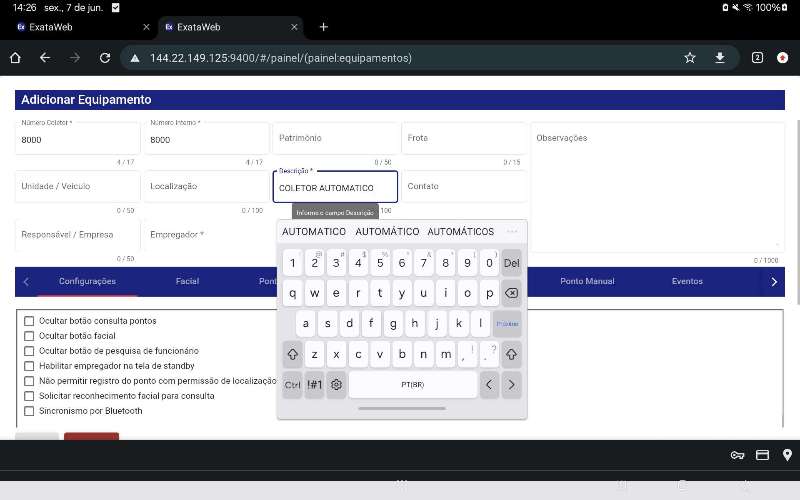 14:26 sex., 7 de jun. 100%
Ex ExataWeb
Ex ExataWeb
144.22.149.125:9400/#/painel/(painel:equipamentos) 2
Adicionar Equipamento
Número Coletor * Número Interno *
8000 8000 Patrimônio Frota Observações
4 / 17 4 / 17 0 / 50 0 / 15
Descrição *
Unidade / Veículo Localização COLETOR AUTOMATICO Contato
0 / 50 0 / 100 100
Informe o campo Descrição
Responsável / Empresa Empregador *
0 / 50 0 / 1000
AUTOMATICO AUTOMÁTICO AUTOMÁTICOS ...
Configurações Facial Pont Ponto Manual Eventos
1 2 3 4 5 6 7 8 9 0 Del
q w e r t y u i o p
a s d f g h j k l Próximo
z x c v b n m , ! . ?
Ctrl !#1 PT(BR)
Ocultar botão consulta pontos
Ocultar botão facial
Ocultar botão de pesquisa de funcionário
Habilitar empregador na tela de standby
Não permitir registro do ponto com permissão de localização
Solicitar reconhecimento facial para consulta
Sincronismo por Bluetooth